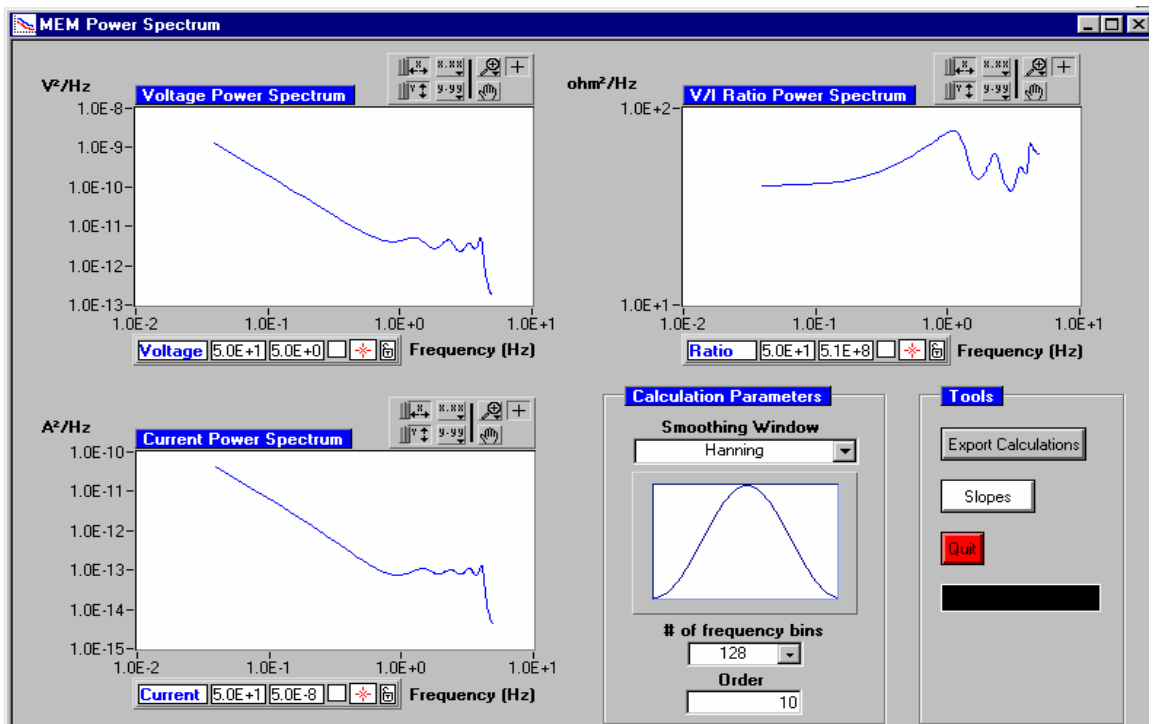 MEM Power Spectrum
V²/Hz
Voltage Power Spectrum
X.XX
Y.YY
1.0E-8
1.0E-9
1.0E-10
1.0E-11
1.0E-12
1.0E-13
1.0E-2 1.0E-1 1.0E+0 1.0E+1
Voltage 5.0E+1 5.0E+0 Frequency (Hz)
ohm²/Hz
V/I Ratio Power Spectrum
X.XX
Y.YY
1.0E+2
1.0E+1
1.0E-2 1.0E-1 1.0E+0 1.0E+1
Ratio 5.0E+1 5.1E+8 Frequency (Hz)
A²/Hz
Current Power Spectrum
X.XX
Y.YY
1.0E-10
1.0E-11
1.0E-12
1.0E-13
1.0E-14
1.0E-15
1.0E-2 1.0E-1 1.0E+0 1.0E+1
Current 5.0E+1 5.0E-8 Frequency (Hz)
Calculation Parameters
Smoothing Window
Hanning
# of frequency bins
128
Order
10
Tools
Export Calculations
Slopes
Quit